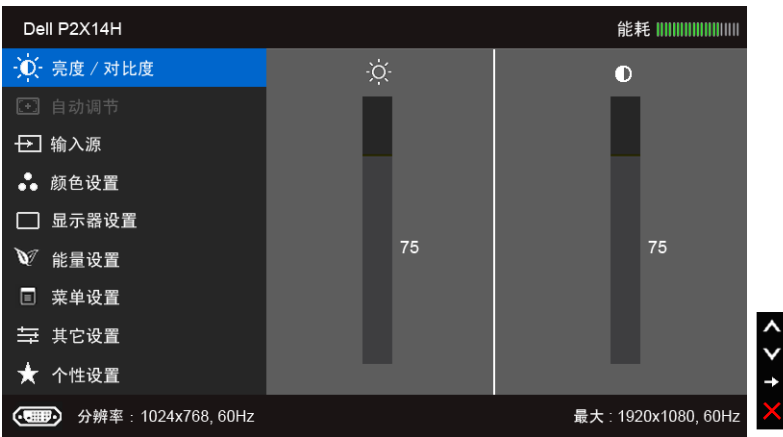 Dell P2X14H
能耗
亮度 / 对比度
自动调节
输入源
颜色设置
显示器设置
能量设置
菜单设置
其它设置
个性设置
75
75
分辨率 : 1024x768, 60Hz
最大 : 1920x1080, 60Hz